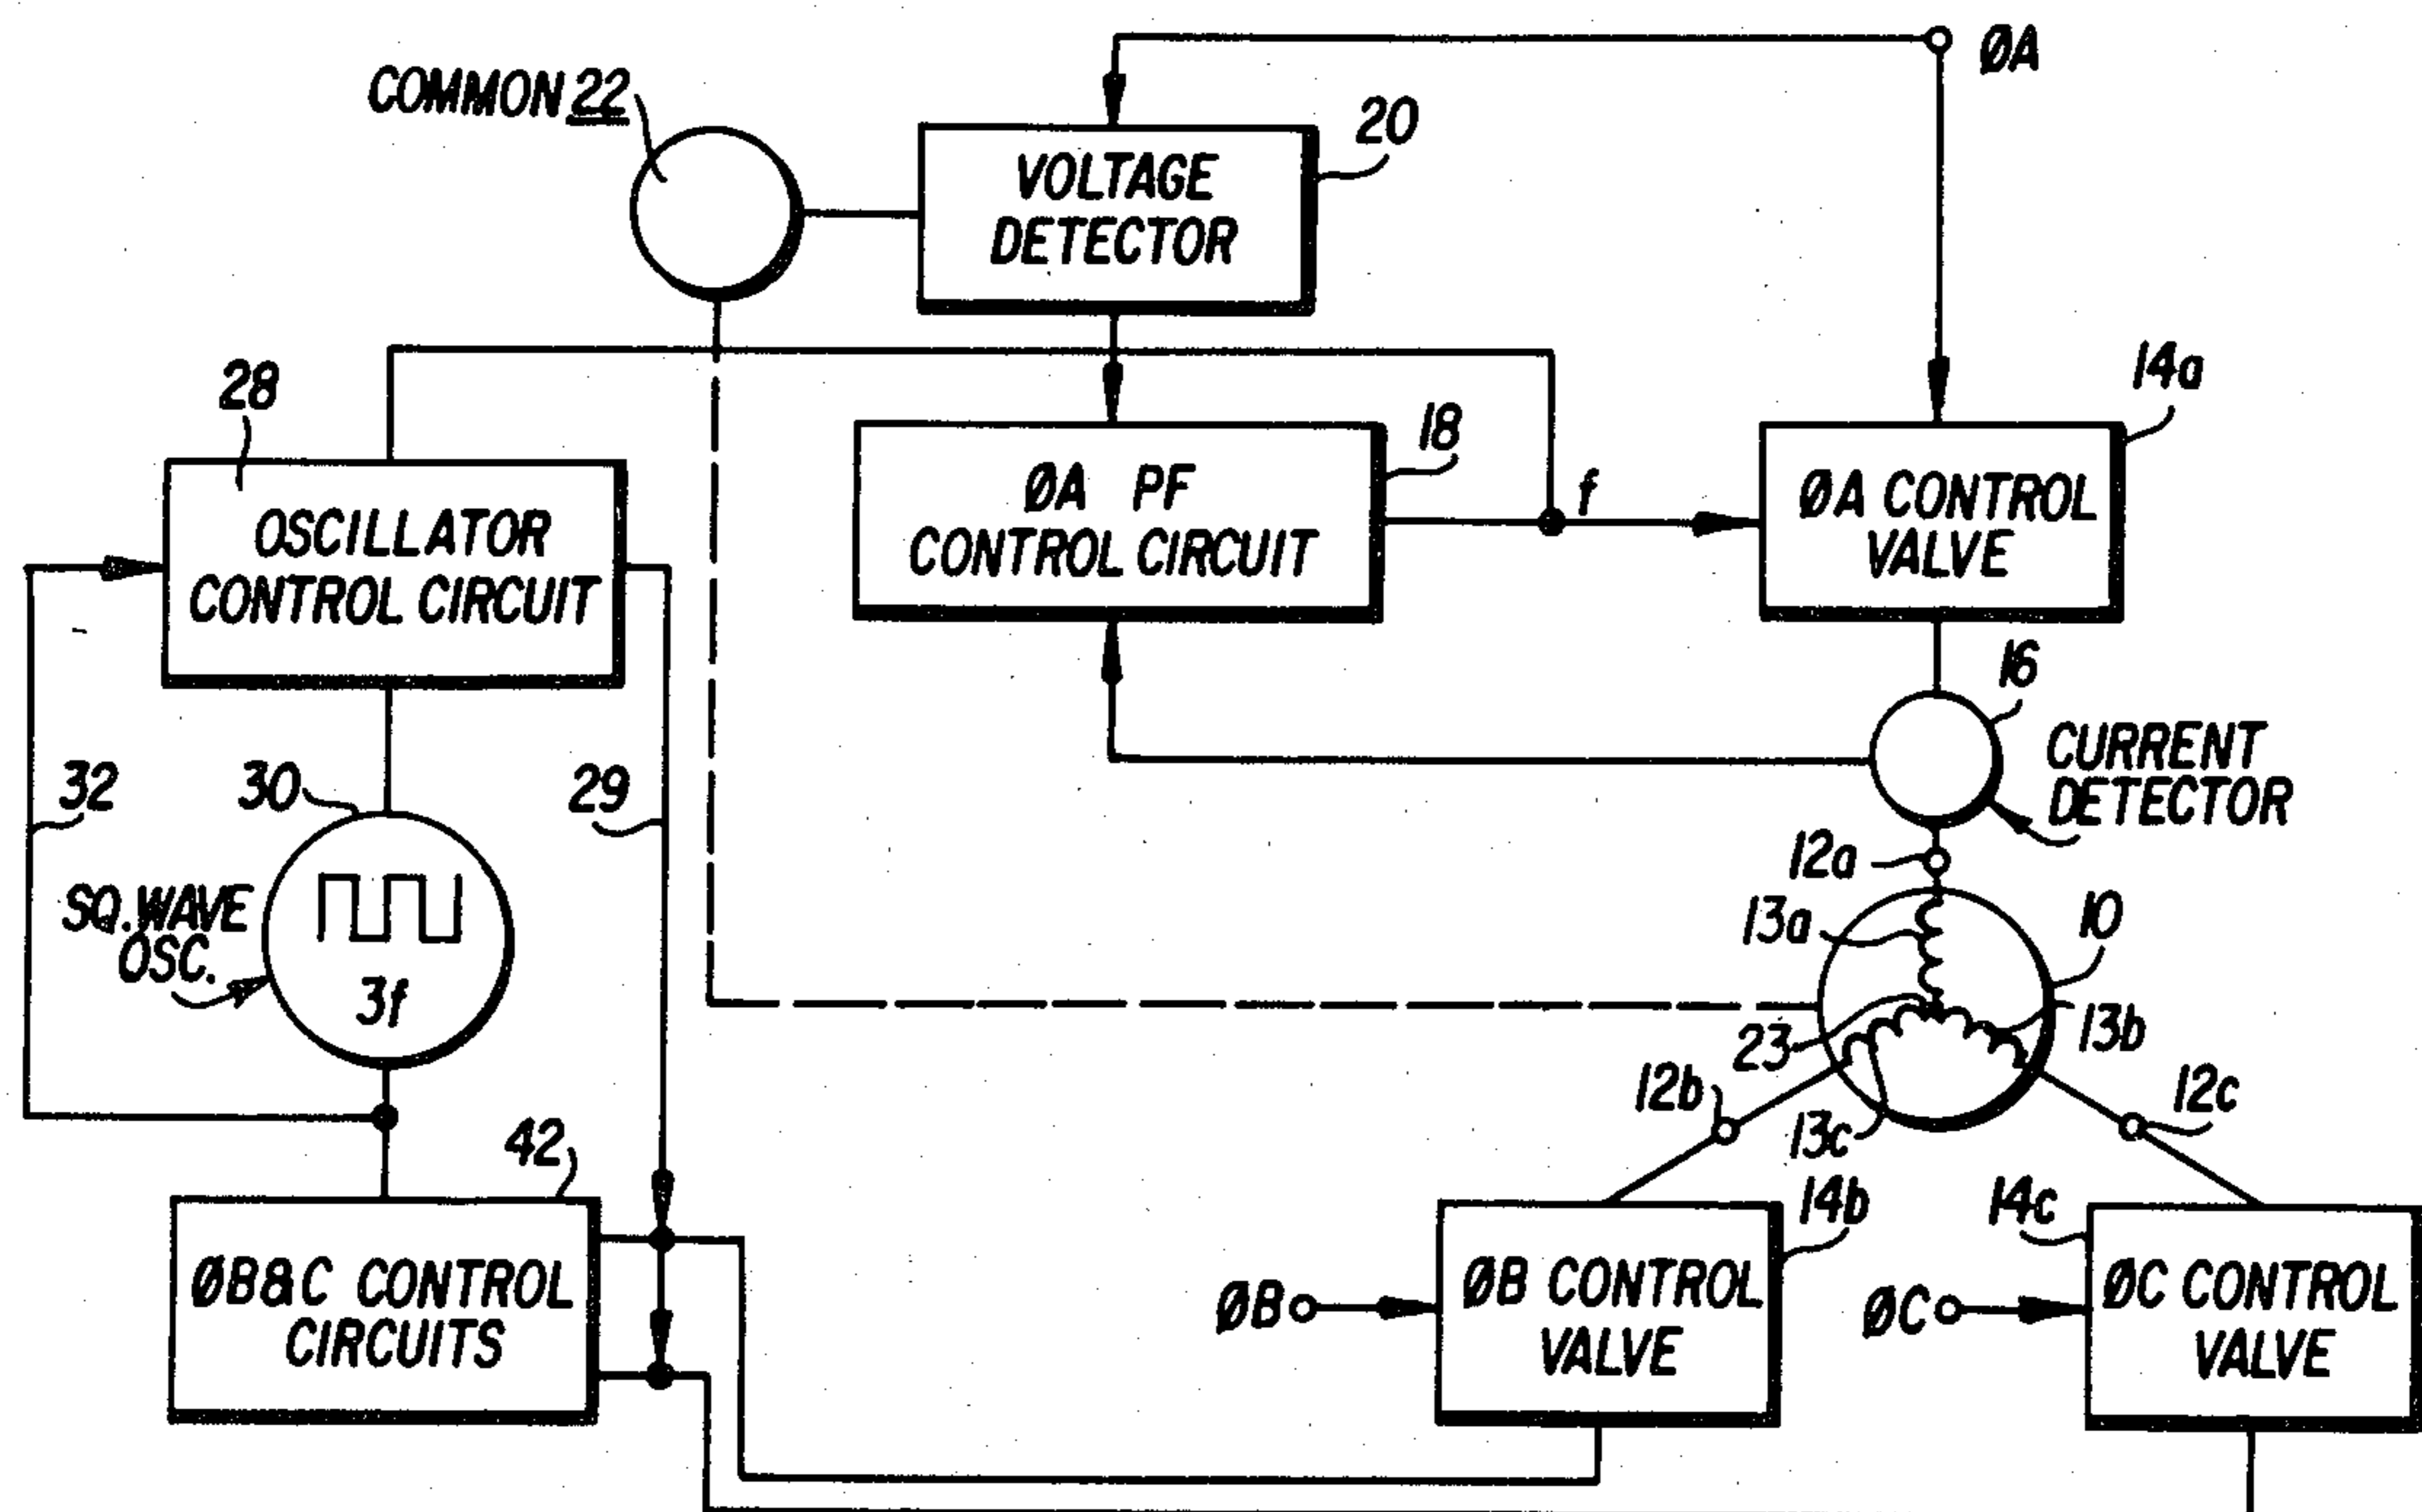 ØA
COMMON 22
20
VOLTAGE
DETECTOR
28
18
14a
ØA PF
CONTROL CIRCUIT
f
ØA CONTROL
VALVE
OSCILLATOR
CONTROL CIRCUIT
16
CURRENT
DETECTOR
32
30
29
12a
13a
10
SQ. WAVE
OSC.
3f
23
13b
12b
12c
13c
42
14b
14c
ØB&C CONTROL
CIRCUITS
ØB
ØB CONTROL
VALVE
ØC
ØC CONTROL
VALVE